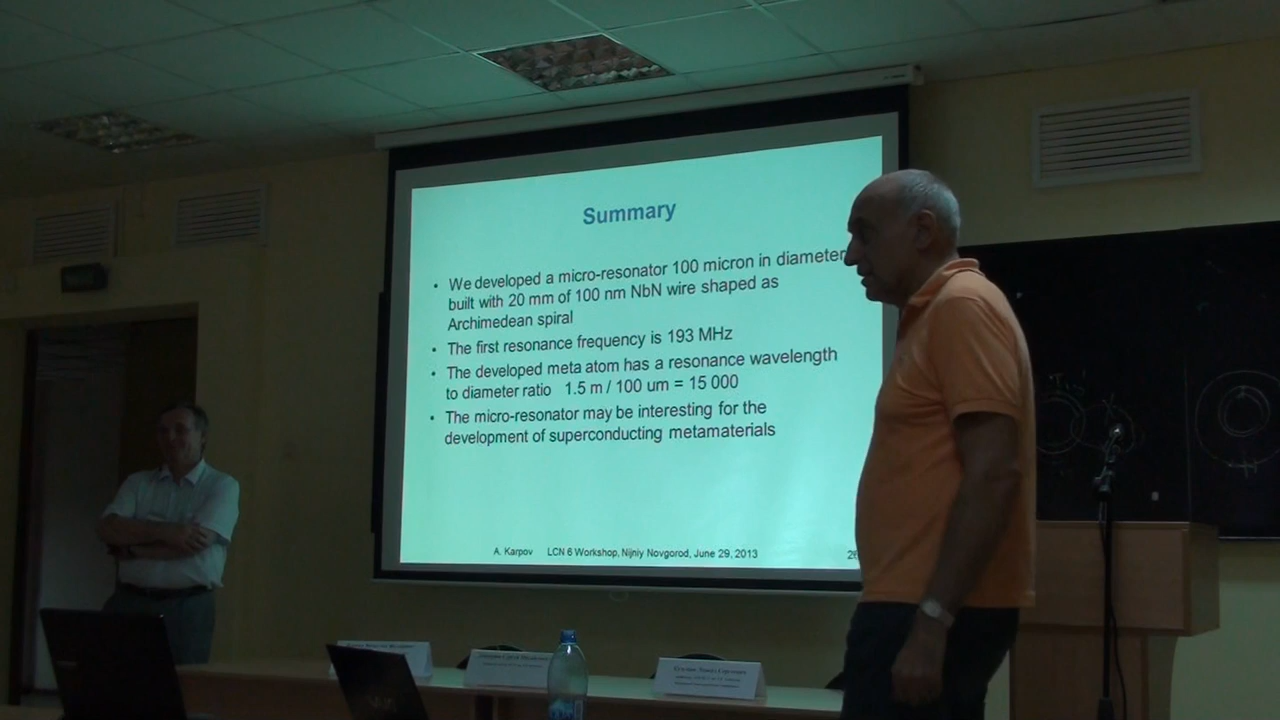 Summary
• We developed a micro-resonator 100 micron in diameter
built with 20 mm of 100 nm NbN wire shaped as
Archimedean spiral
• The first resonance frequency is 193 MHz
• The developed meta atom has a resonance wavelength
to diameter ratio 1.5 m / 100 um = 15 000
• The micro-resonator may be interesting for the
development of superconducting metamaterials
A. Karpov LCN 6 Workshop, Nijniy Novgorod, June 29, 2013